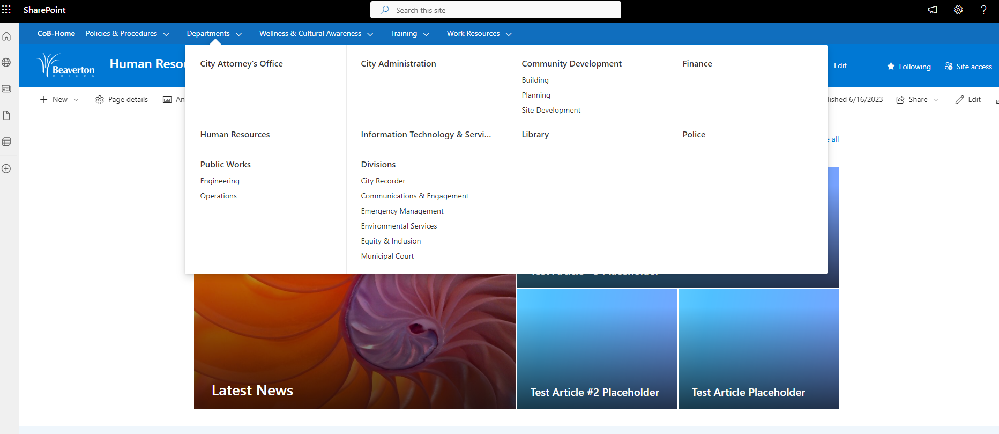 SharePoint
Search this site
?
CoB-Home Policies & Procedures Departments Wellness & Cultural Awareness Training Work Resources
Beaverton
OREGON
Human Resou
Edit
Following
Site access
City Attorney's Office
City Administration
Community Development
Building
Planning
Site Development
Finance
New
Page details
An
lished 6/16/2023
Share
Edit
Human Resources
Information Technology & Servi...
Library
Police
e all
Public Works
Engineering
Operations
Divisions
City Recorder
Communications & Engagement
Emergency Management
Environmental Services
Equity & Inclusion
Municipal Court
Latest News
Test Article #2 Placeholder
Test Article Placeholder